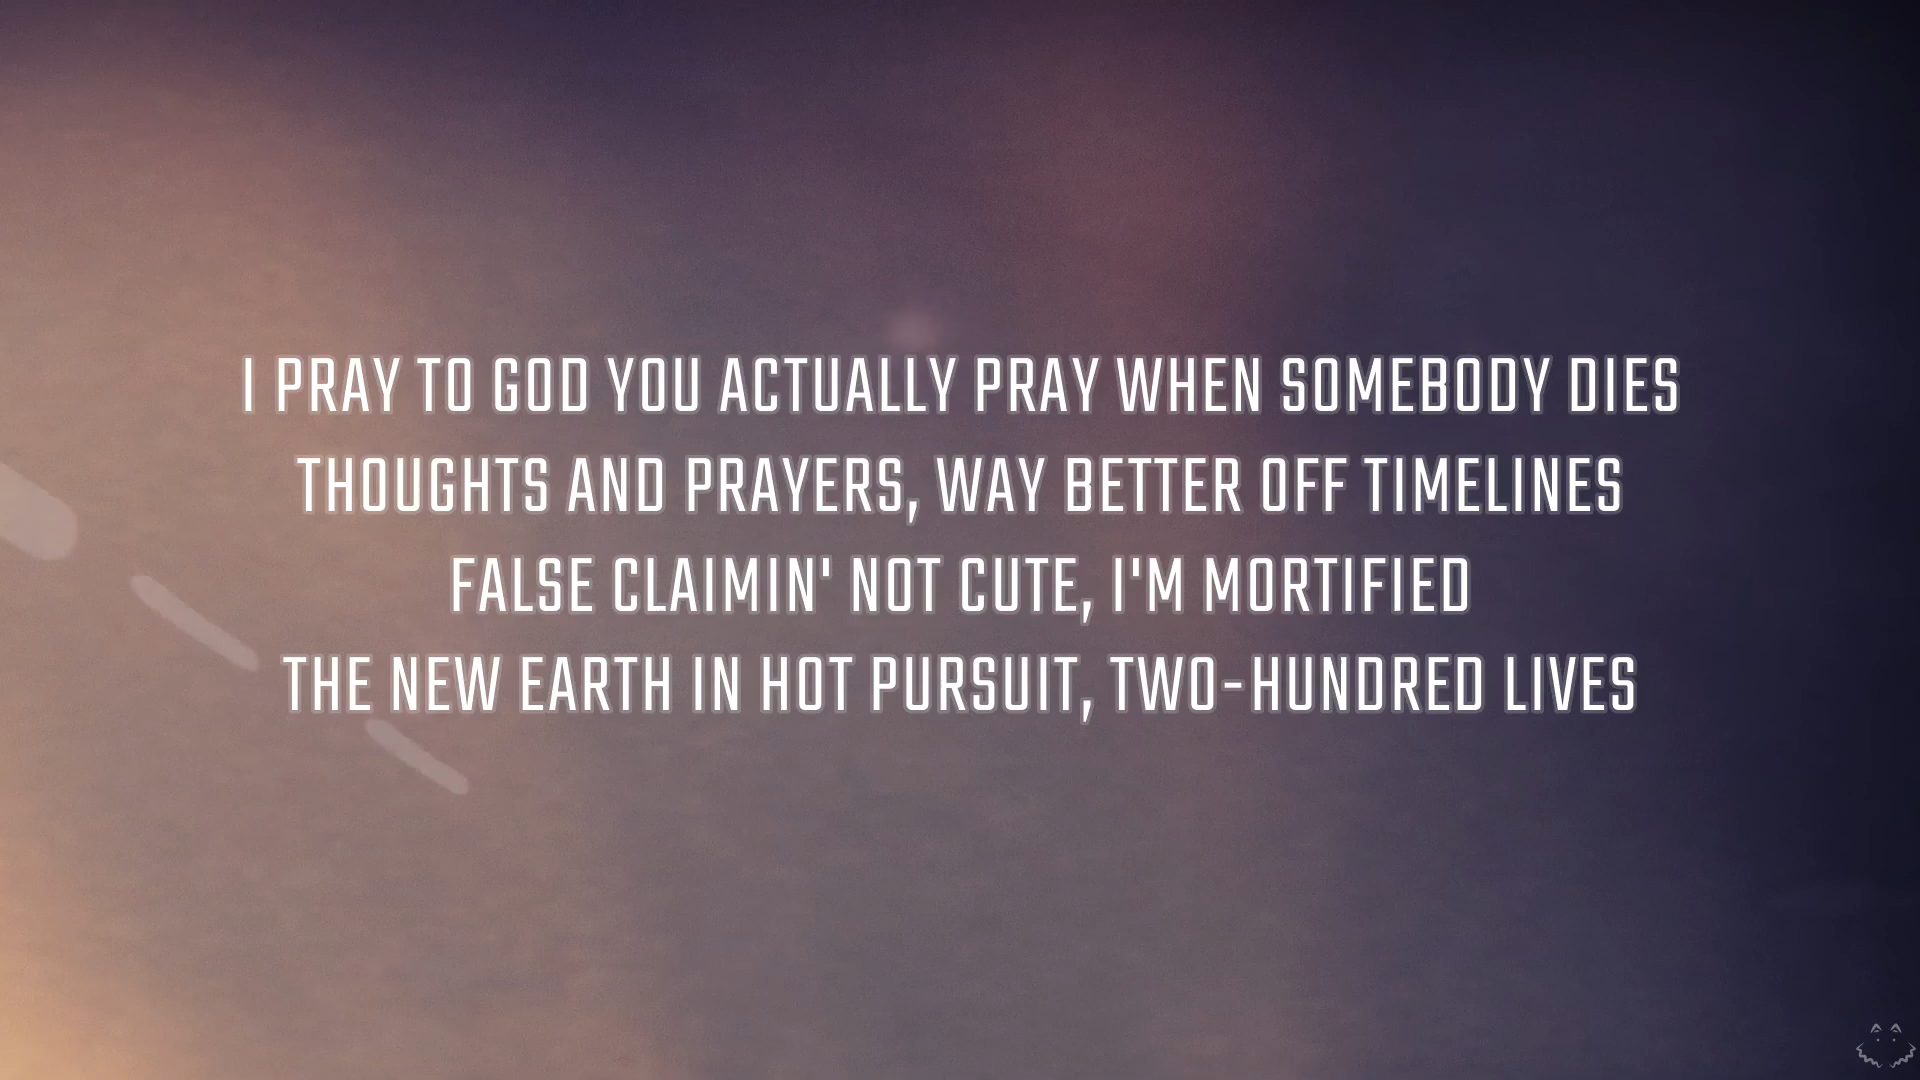 I PRAY TO GOD YOU ACTUALLY PRAY WHEN SOMEBODY DIES
THOUGHTS AND PRAYERS, WAY BETTER OFF TIMELINES
FALSE CLAIMIN' NOT CUTE, I'M MORTIFIED
THE NEW EARTH IN HOT PURSUIT, TWO-HUNDRED LIVES